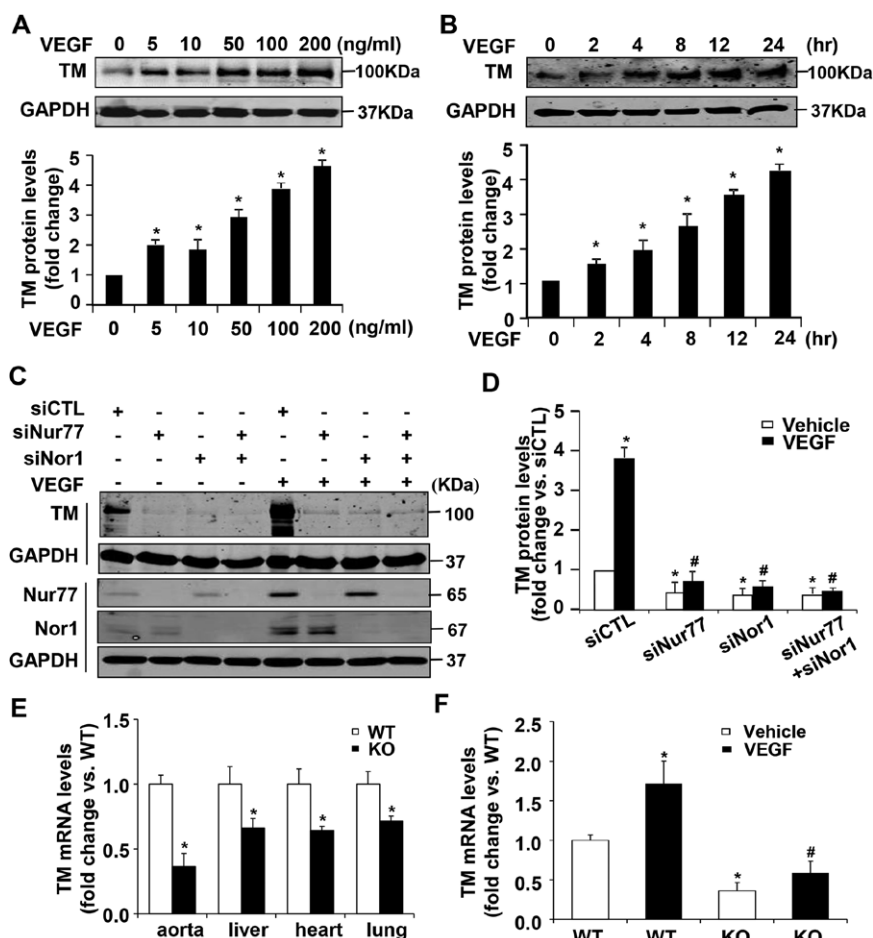 A
VEGF 0 5 10 50 100 200 (ng/ml)
TM 100KDa
GAPDH 37KDa
TM protein levels
(fold change)
5
4
3
2
1
0
* * * * *
VEGF 0 5 10 50 100 200 (ng/ml)
B
VEGF 0 2 4 8 12 24 (hr)
TM 100KDa
GAPDH 37KDa
TM protein levels
(fold change)
5
4
3
2
1
0
* * * * *
VEGF 0 2 4 8 12 24 (hr)
C
siCTL + - - - + - - -
siNur77 - + - + - + - +
siNor1 - - + + - - + +
VEGF - - - - + + + + (KDa)
TM 100
GAPDH 37
Nur77 65
Nor1 67
GAPDH 37
D
TM protein levels
(fold change vs. siCTL)
5
4
3
2
1
0
Vehicle
VEGF
* * # * # * #
siCTL
siNur77
siNor1
siNur77
+siNor1
E
TM mRNA levels
(fold change vs. WT)
1.5
1.0
0.5
0.0
WT
KO
* * * *
aorta liver heart lung
F
TM mRNA levels
(fold change vs. WT)
2.5
2.0
1.5
1.0
0.5
0.0
Vehicle
VEGF
* * #
WT WT KO KO